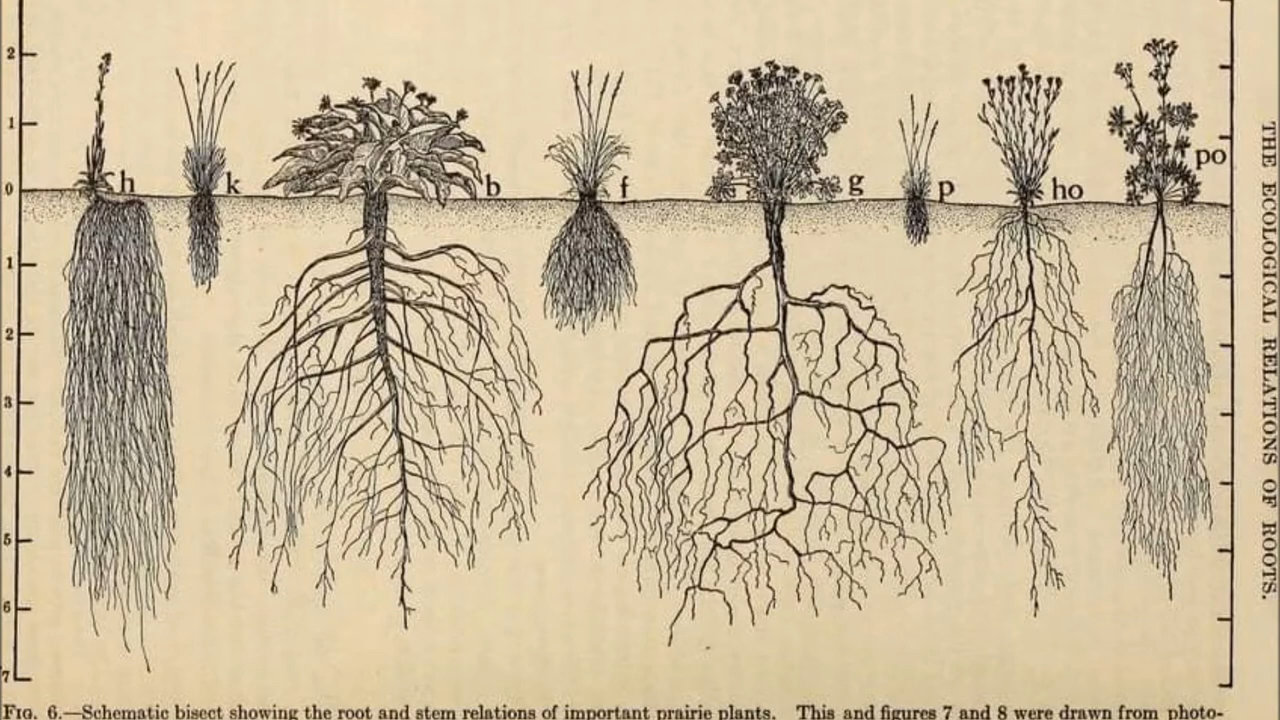 2
1
0
1
2
3
4
5
6
7
h
k
b
f
g
p
ho
po
THE ECOLOGICAL RELATIONS OF ROOTS.
FIG. 6.—Schematic bisect showing the root and stem relations of important prairie plants. This and figures 7 and 8 were drawn from photo-